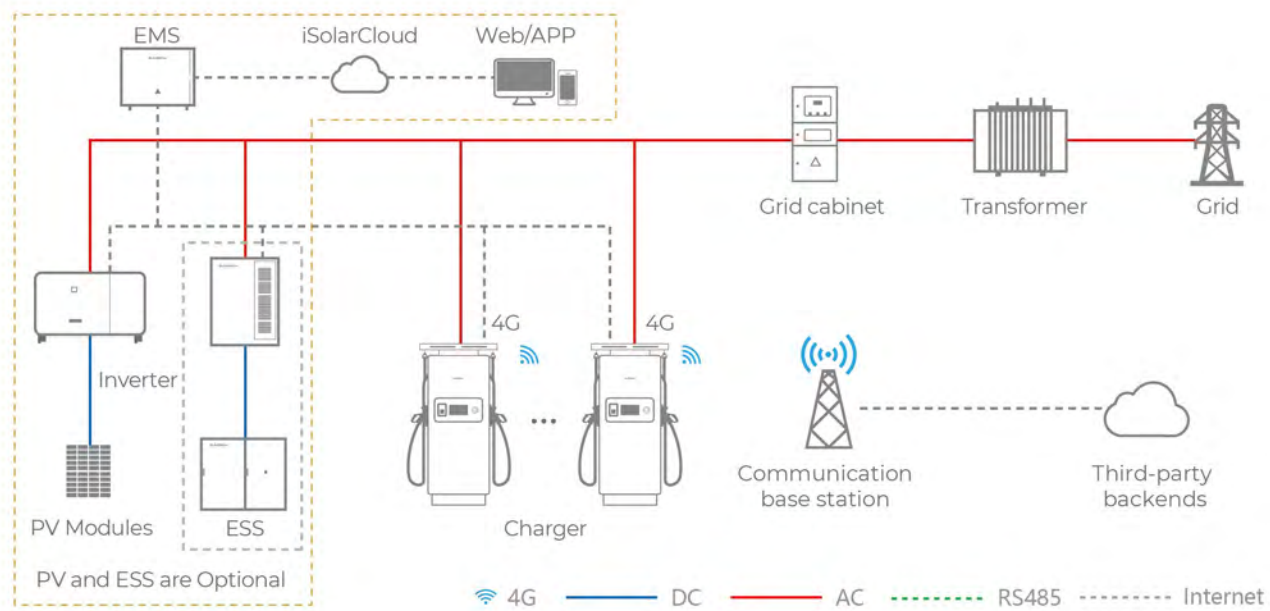 EMS
iSolarCloud
Web/APP
Grid cabinet
Transformer
Grid
4G
4G
Inverter
...
Communication
base station
Third-party
backends
PV Modules
ESS
Charger
PV and ESS are Optional
4G
DC
AC
RS485
Internet